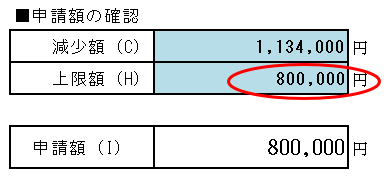 ■申請額の確認
減少額（C） 1,134,000 円
上限額（H） 800,000 円
申請額（I） 800,000 円